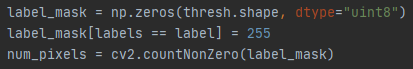 label_mask = np.zeros(thresh.shape, dtype="uint8")
label_mask[labels == label] = 255
num_pixels = cv2.countNonZero(label_mask)